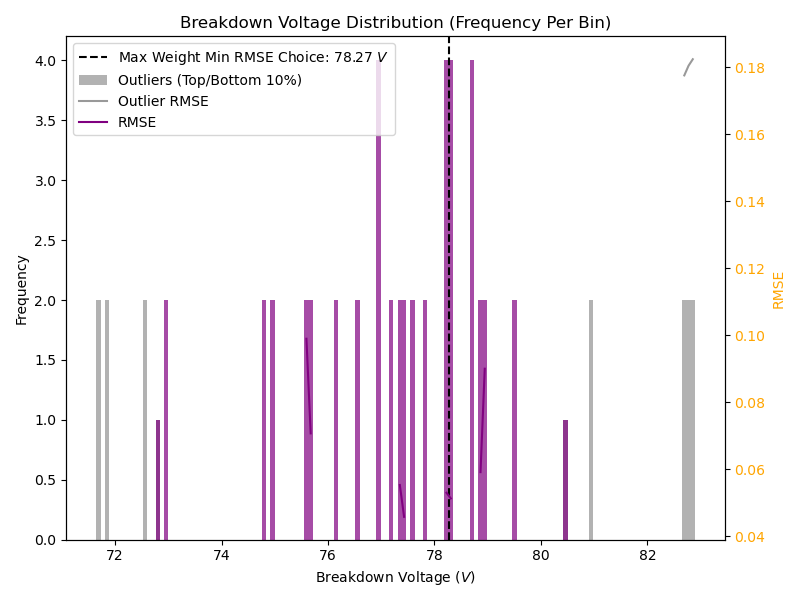 Breakdown Voltage Distribution (Frequency Per Bin)
Max Weight Min RMSE Choice: 78.27 V
Outliers (Top/Bottom 10%)
Outlier RMSE
RMSE
Frequency
4.0
3.5
3.0
2.5
2.0
1.5
1.0
0.5
0.0
72 74 76 78 80 82
Breakdown Voltage (V)
0.18
0.16
0.14
0.12
0.10
0.08
0.06
0.04
RMSE